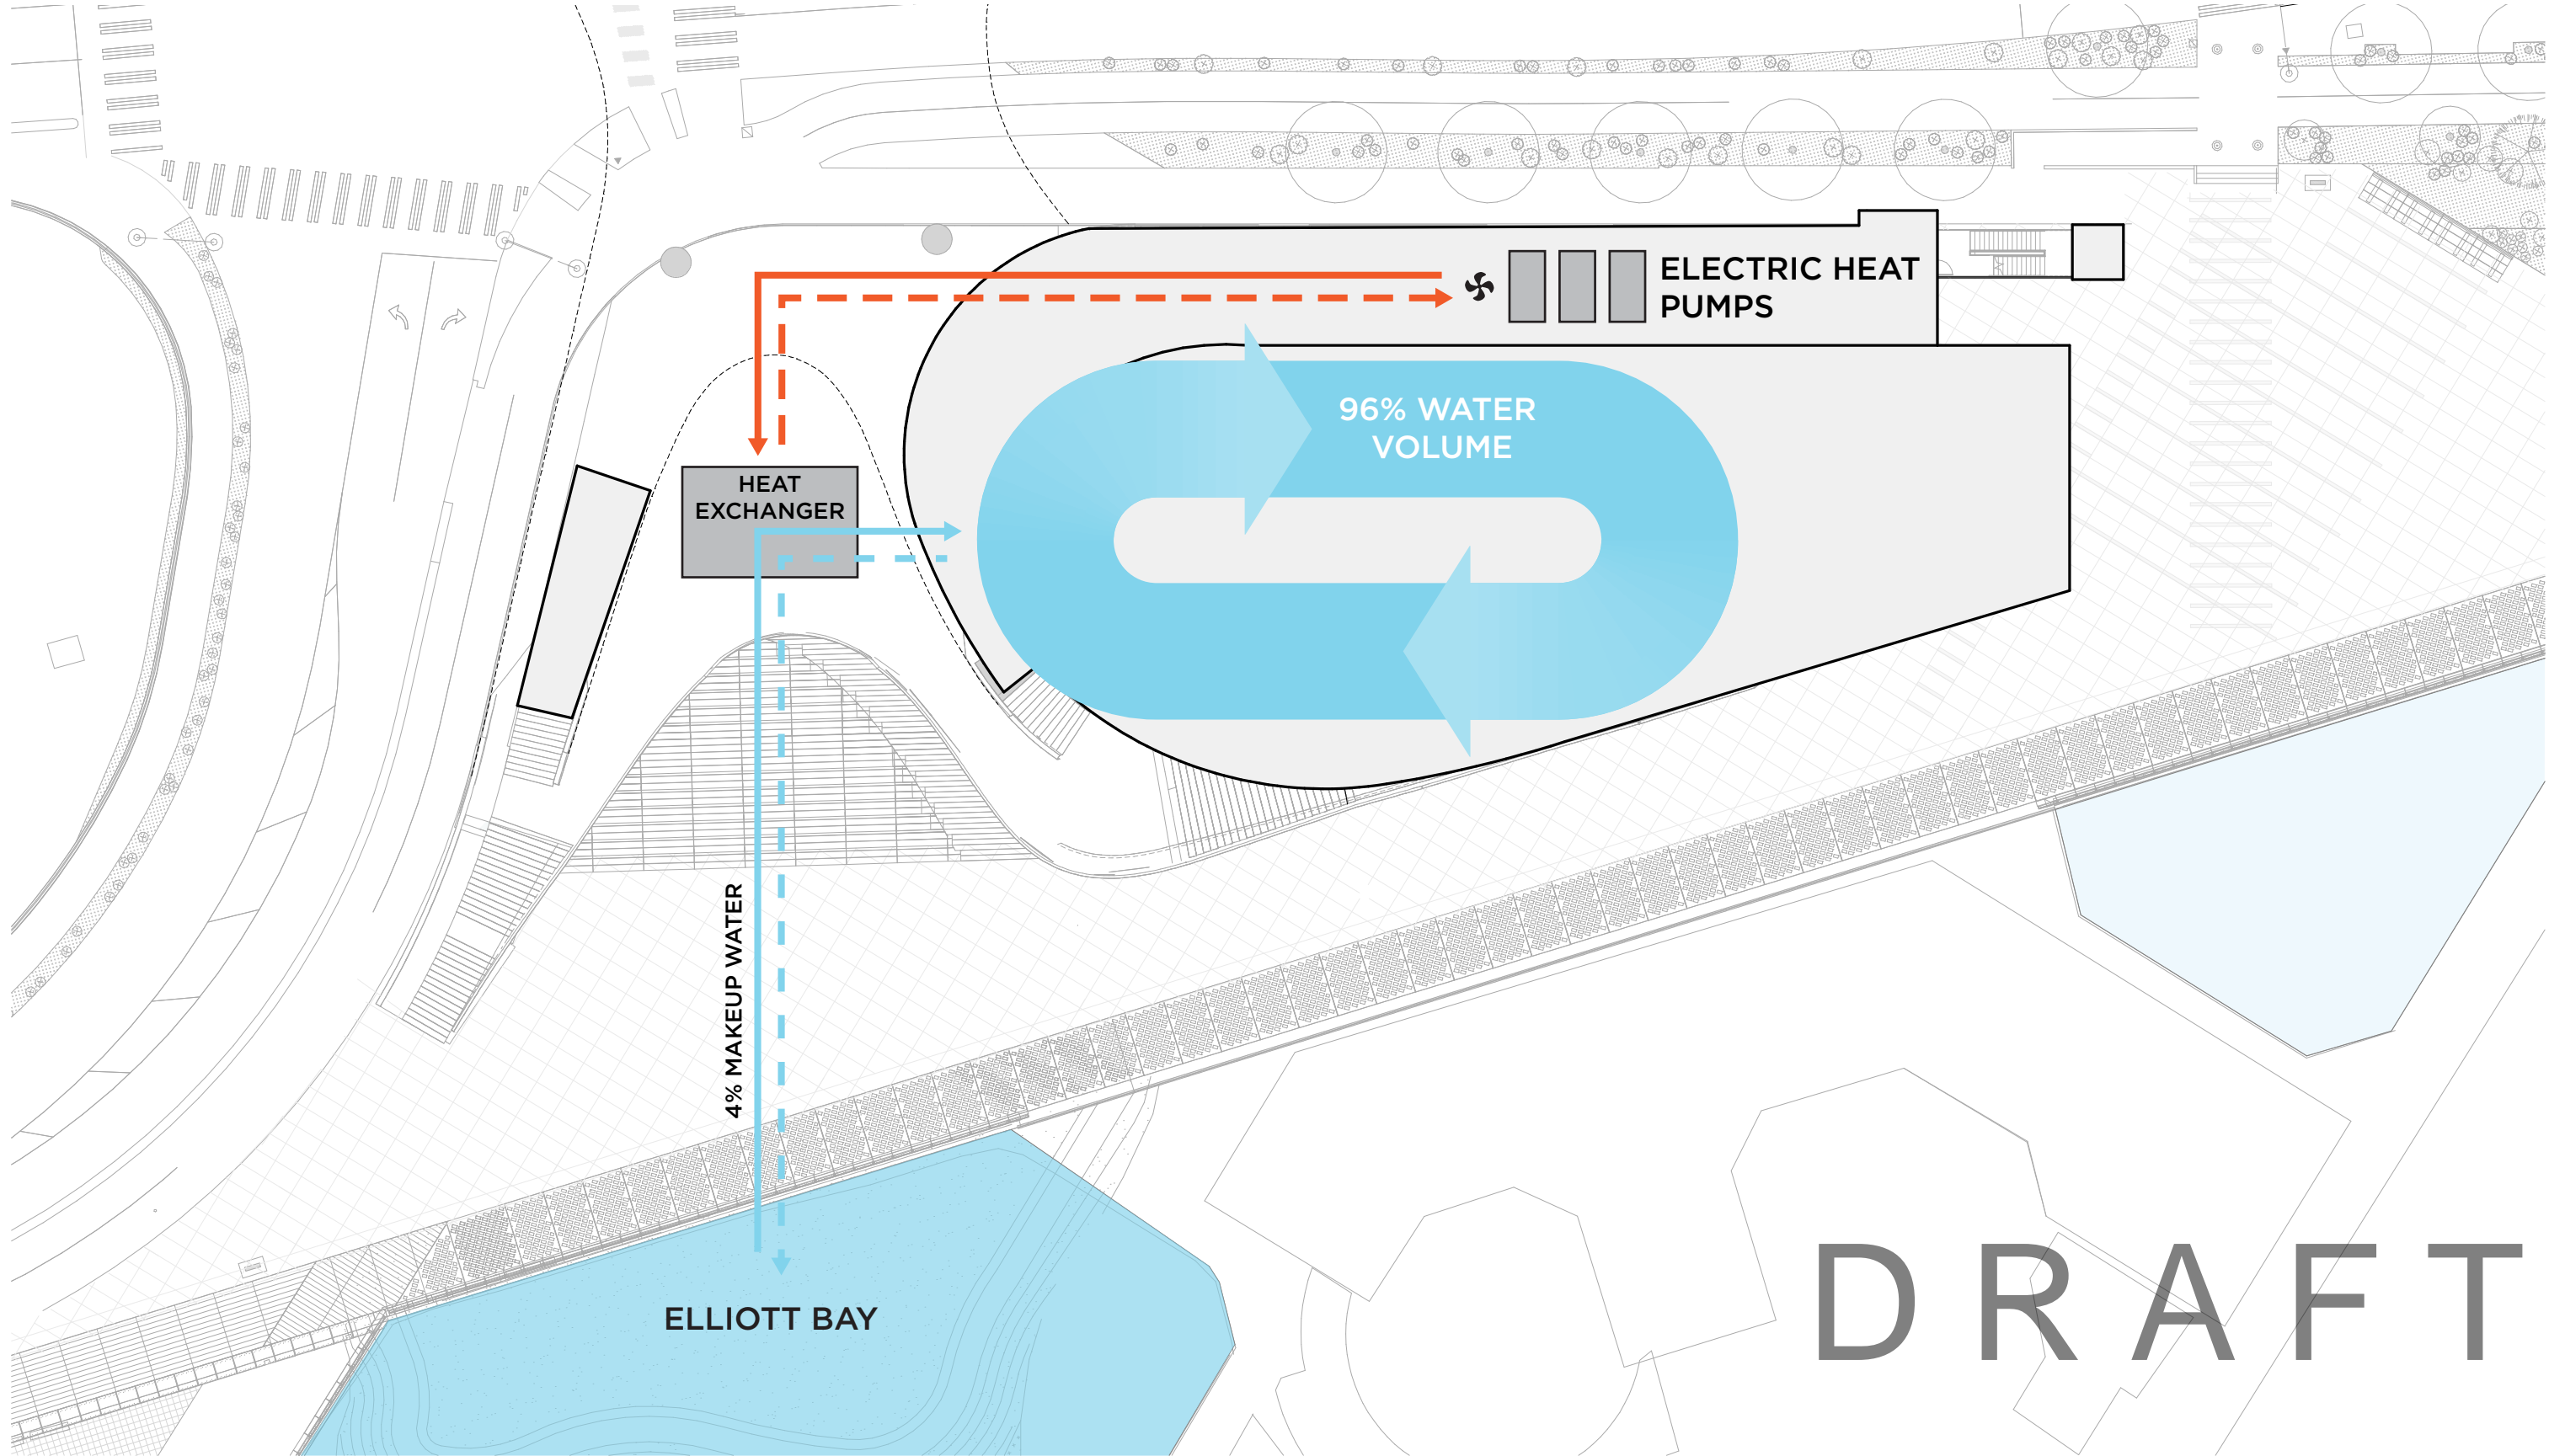 ELECTRIC HEAT
PUMPS
96% WATER
VOLUME
HEAT
EXCHANGER
4% MAKEUP WATER
ELLIOTT BAY
DRAFT